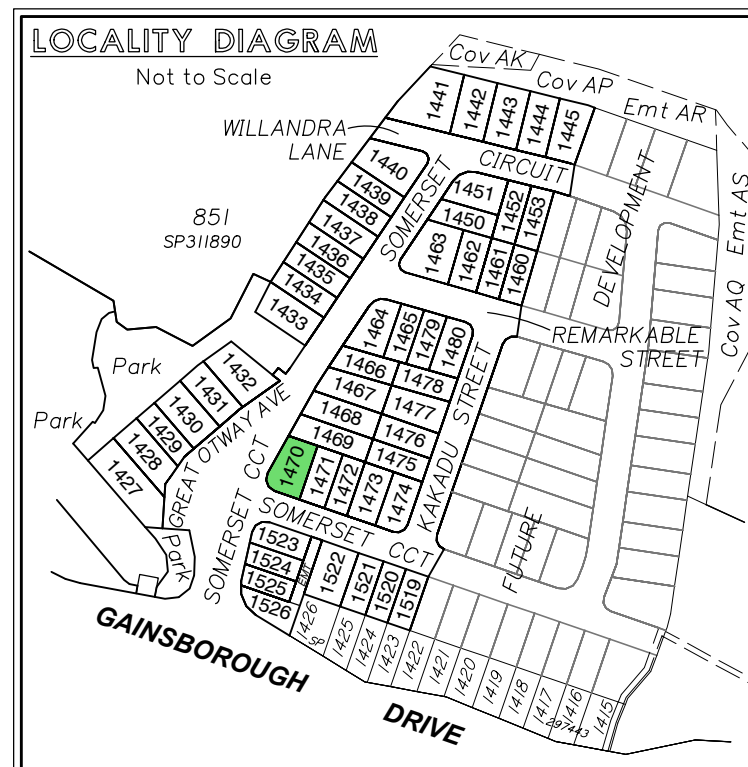 LOCALITY DIAGRAM
Not to Scale
Cov AK
Cov AP
Emt AR
Emt AS
Cov AQ
WILLANDRA
LANE
1441
1442
1443
1444
1445
SOMERSET
CIRCUIT
1440
1439
1438
1437
1436
1435
1434
1433
851
SP311890
1451
1450
1452
1453
1463
1462
1461
1460
DEVELOPMENT
REMARKABLE
STREET
Park
Park
1432
1431
1430
1429
1428
1427
GREAT OTWAY AVE
Park
1464
1465
1479
1480
1466
1478
1467
1477
1468
1476
1469
1475
1470
1471
1472
1473
1474
KAKADU STREET
SOMERSET CCT
SOMERSET CCT
FUTURE
1523
1524
1525
1526
EMT
1522
1521
1520
1519
1426
1425
1424
1423
1422
1421
1420
1419
1418
1417
1416
1415
SP
297443
GAINSBOROUGH
DRIVE